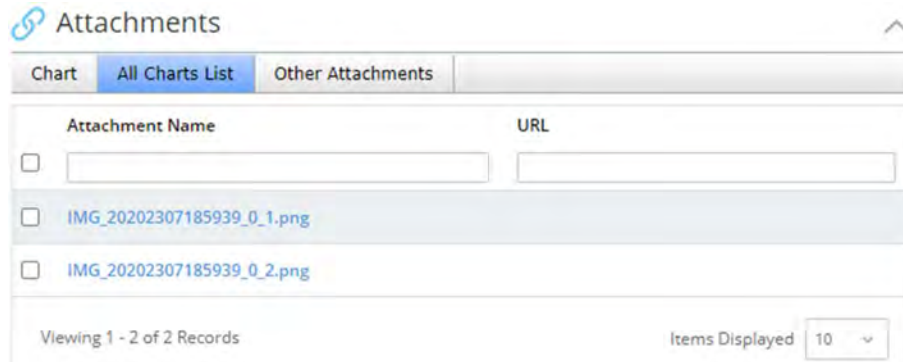 Attachments
Chart All Charts List Other Attachments
Attachment Name URL
IMG_20202307185939_0_1.png
IMG_20202307185939_0_2.png
Viewing 1 - 2 of 2 Records Items Displayed 10